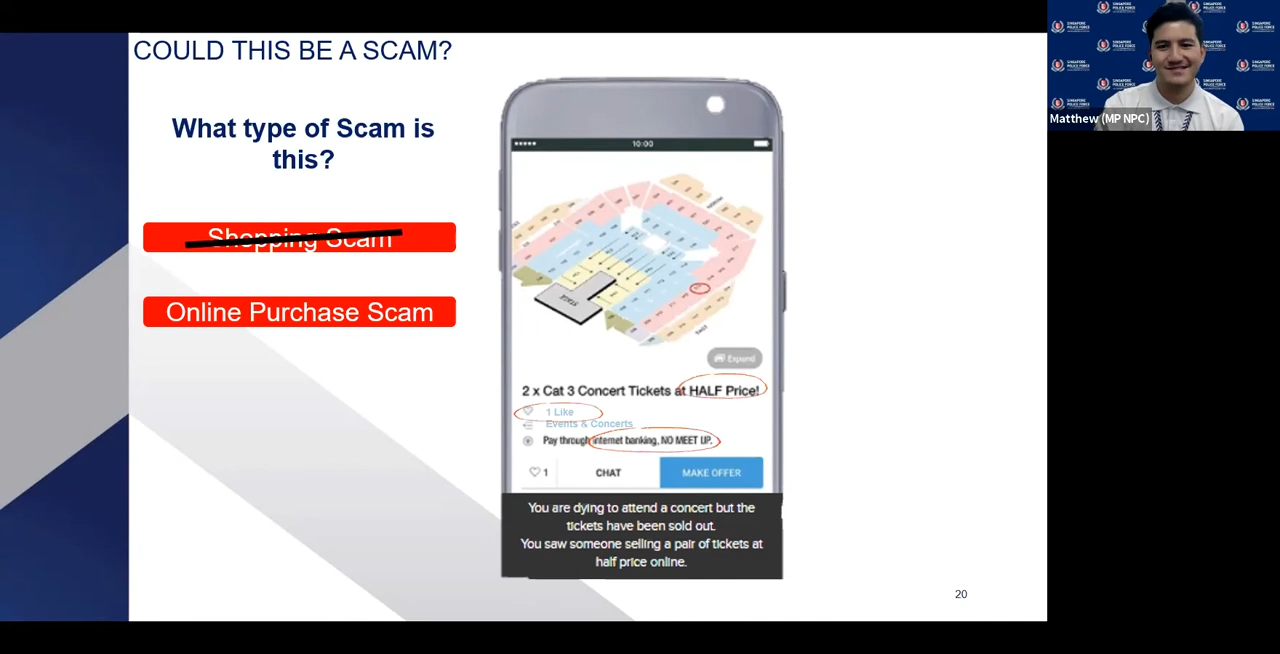 COULD THIS BE A SCAM?
What type of Scam is
this?
Shopping Scam
Online Purchase Scam
10:00
STAGE
EAST
Expand
2 x Cat 3 Concert Tickets at HALF Price!
1 Like
Events & Concerts
Pay through internet banking, NO MEET UP.
1
CHAT
MAKE OFFER
You are dying to attend a concert but the
tickets have been sold out.
You saw someone selling a pair of tickets at
half price online.
20
SINGAPORE
POLICE FORCE
Matthew (MP NPC)